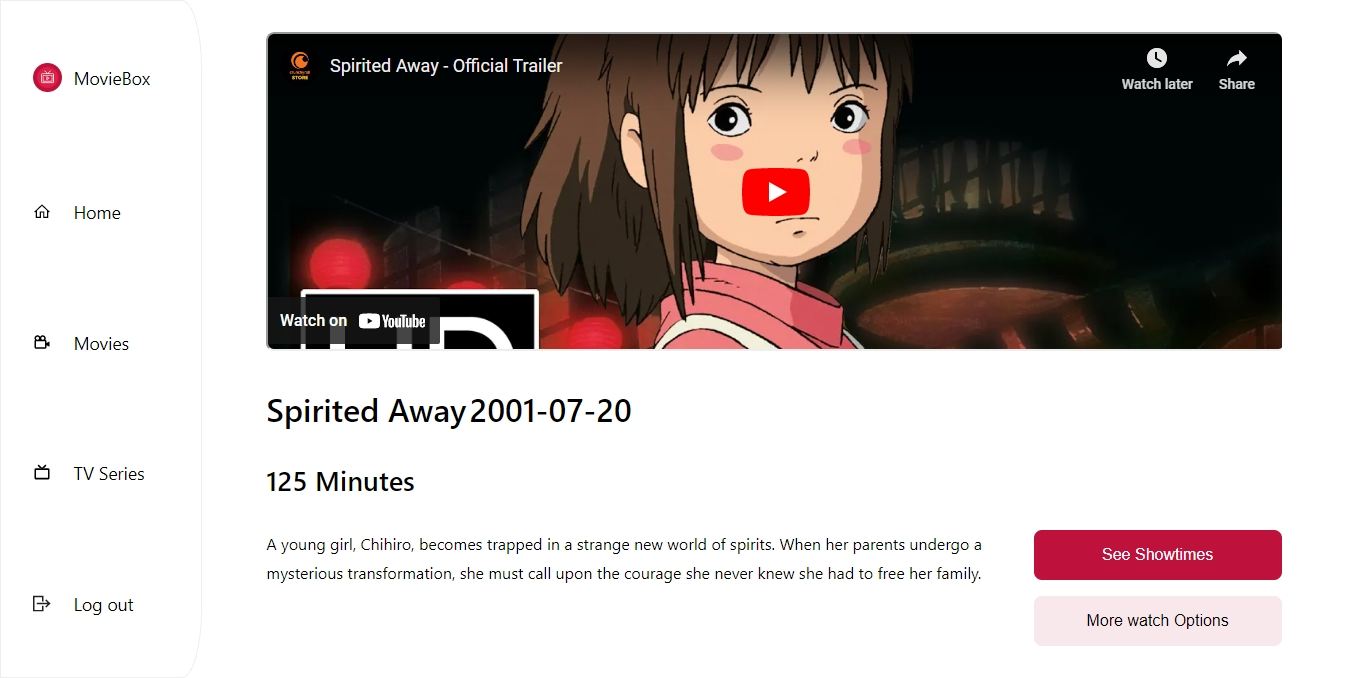 MovieBox
Home
Movies
TV Series
Log out
STORE
Spirited Away - Official Trailer
Watch later
Share
Watch on YouTube
Spirited Away 2001-07-20
125 Minutes
A young girl, Chihiro, becomes trapped in a strange new world of spirits. When her parents undergo a
mysterious transformation, she must call upon the courage she never knew she had to free her family.
See Showtimes
More watch Options